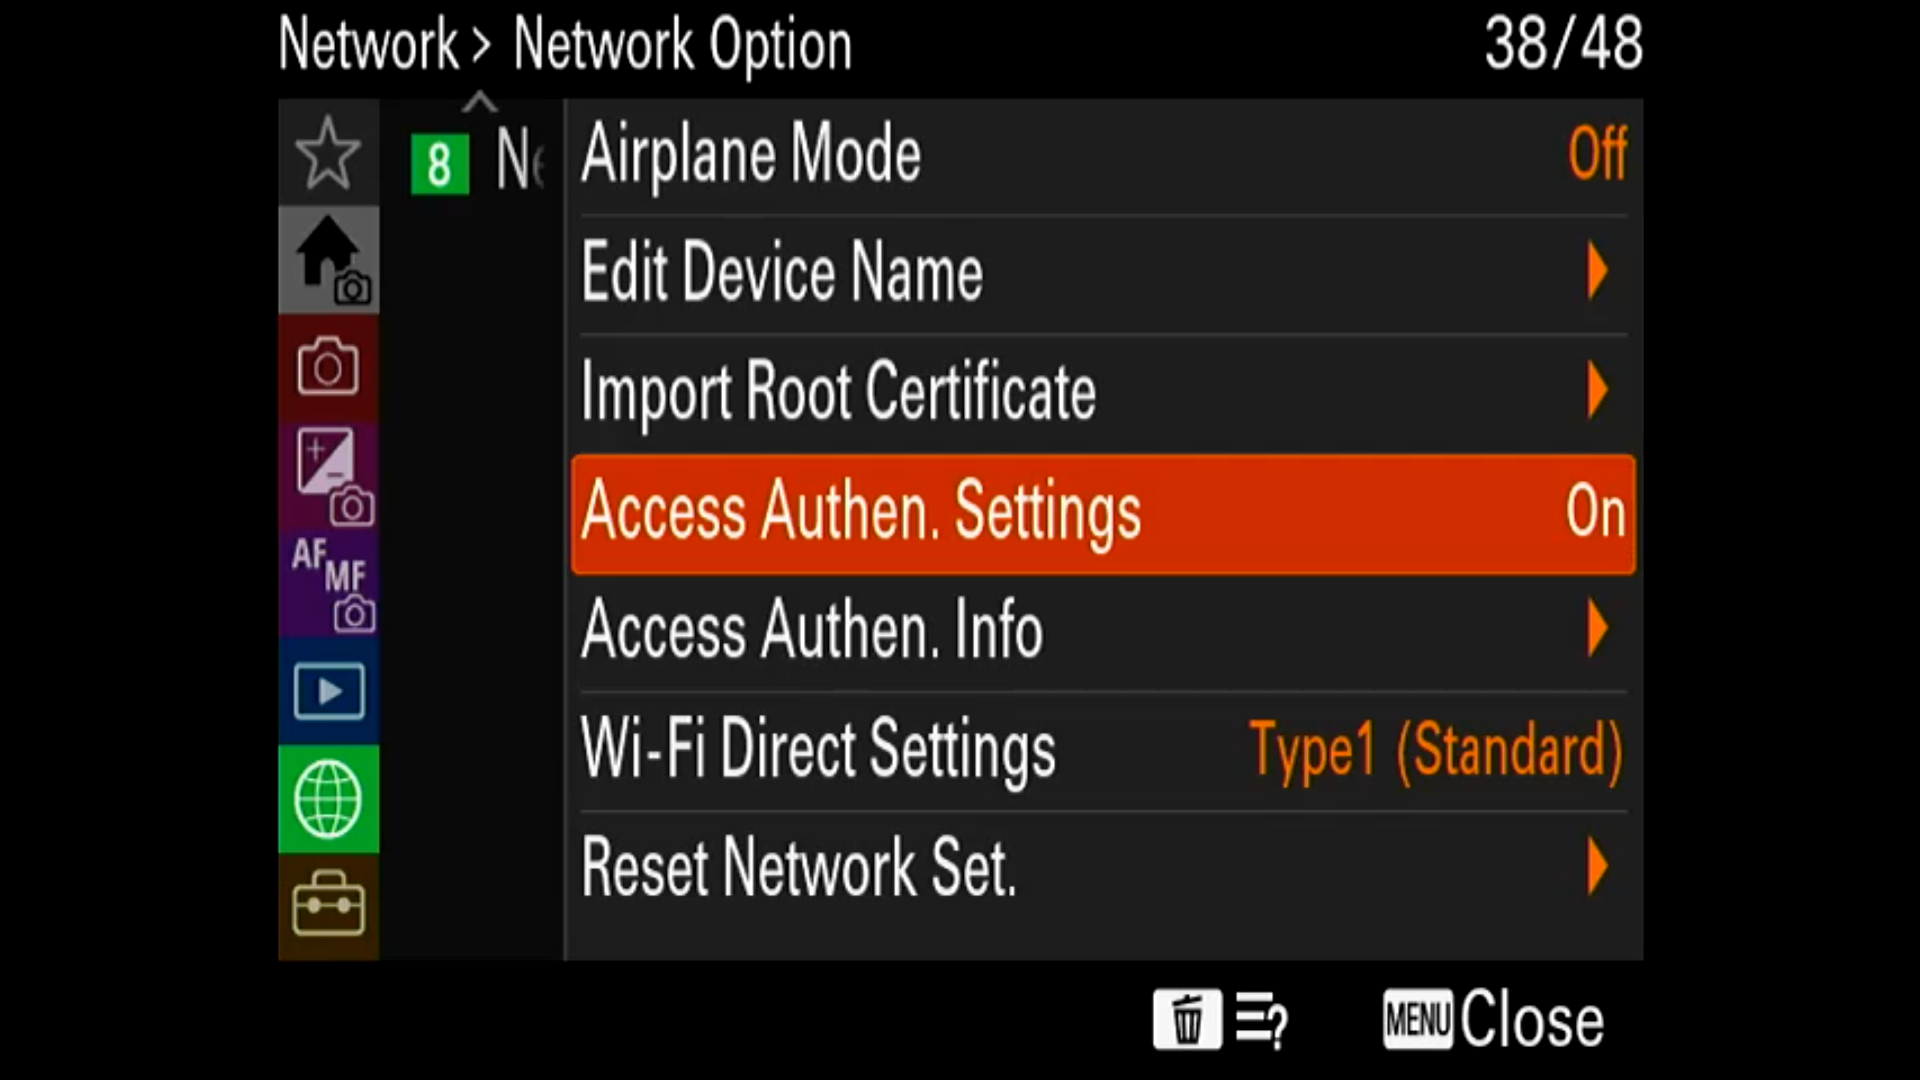 Network > Network Option
38/48
8
Airplane Mode Off
Edit Device Name
Import Root Certificate
Access Authen. Settings On
Access Authen. Info
Wi-Fi Direct Settings Type1 (Standard)
Reset Network Set.
AF MF
MENU Close